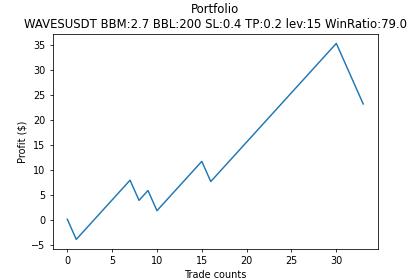 Portfolio
WAVESUSDT BBM:2.7 BBL:200 SL:0.4 TP:0.2 lev:15 WinRatio:79.0
Profit ($)
35
30
25
20
15
10
5
0
−5
0 5 10 15 20 25 30
Trade counts